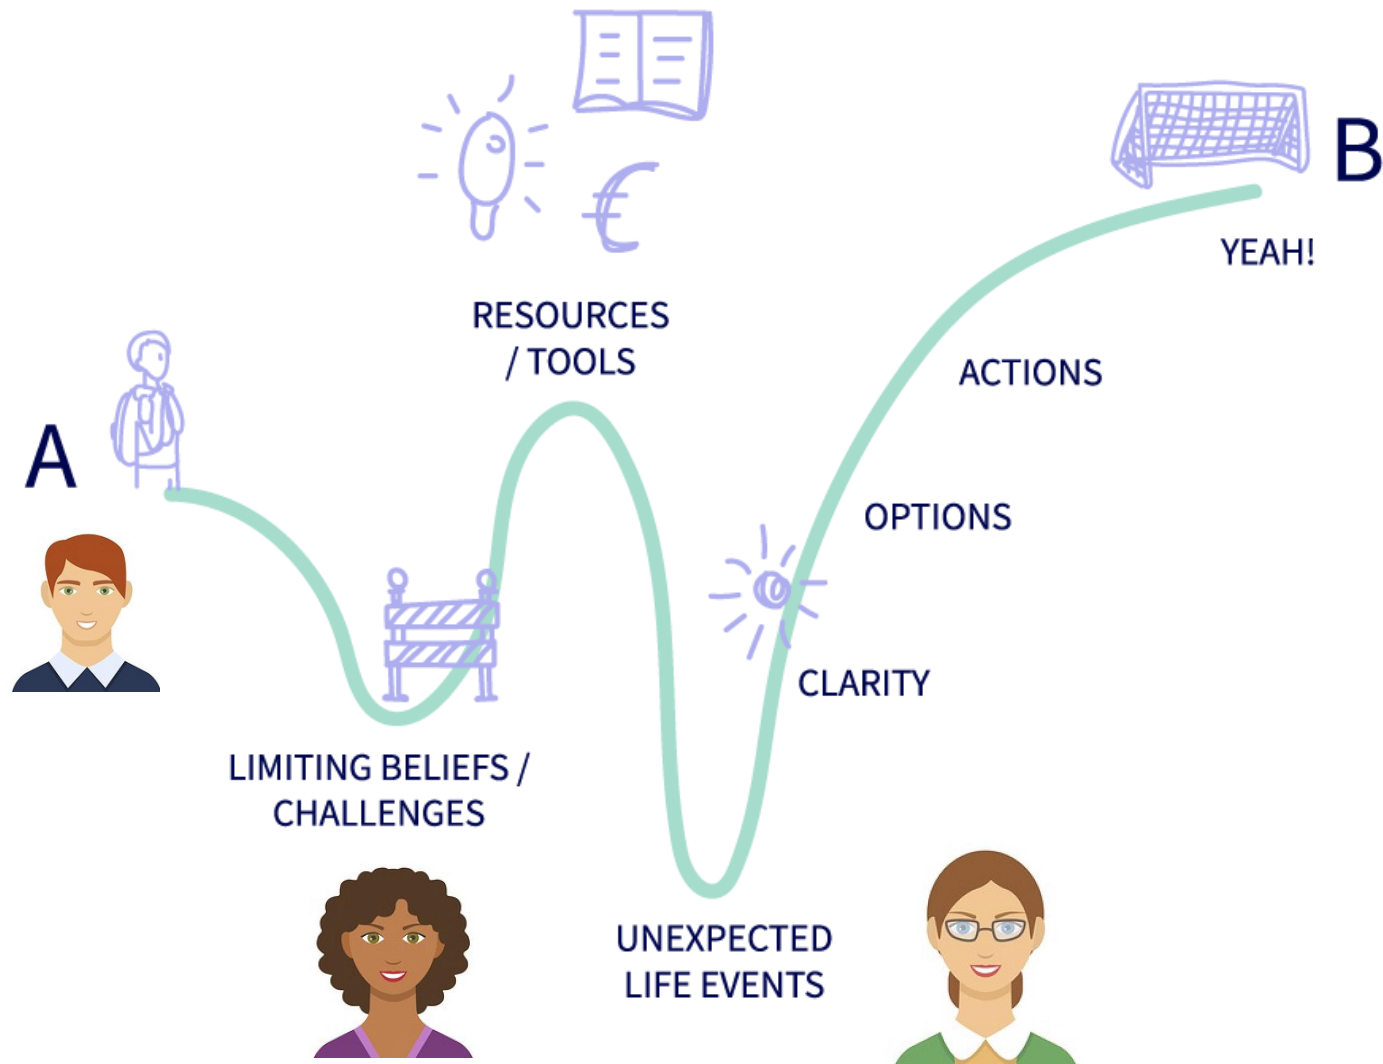 A
LIMITING BELIEFS /
CHALLENGES
RESOURCES
/ TOOLS
UNEXPECTED
LIFE EVENTS
CLARITY
OPTIONS
ACTIONS
YEAH!
B